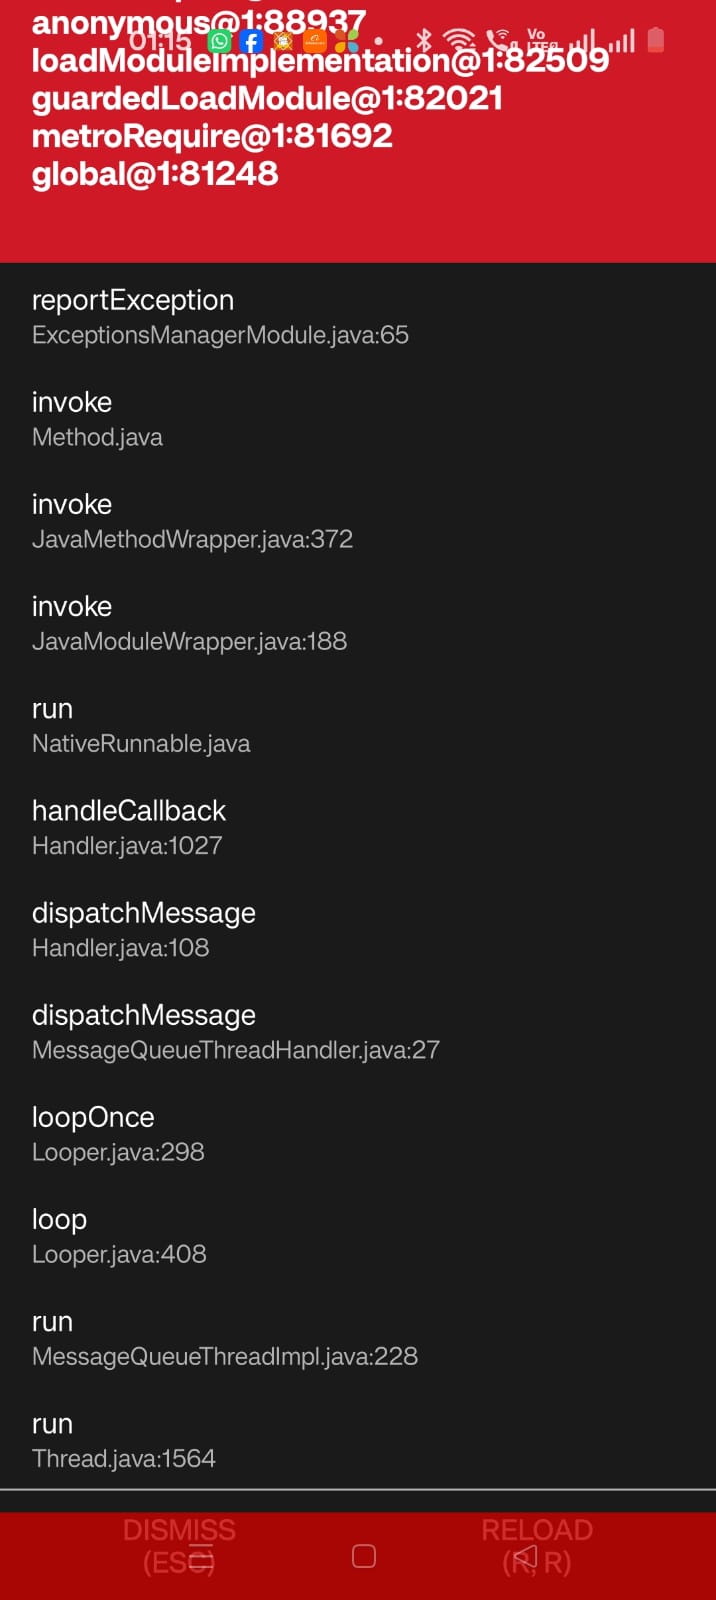 anonymous@1:88937
01:15
Vo
LTE2
loadModuleImplementation@1:82509
guardedLoadModule@1:82021
metroRequire@1:81692
global@1:81248
reportException
ExceptionsManagerModule.java:65
invoke
Method.java
invoke
JavaMethodWrapper.java:372
invoke
JavaModuleWrapper.java:188
run
NativeRunnable.java
handleCallback
Handler.java:1027
dispatchMessage
Handler.java:108
dispatchMessage
MessageQueueThreadHandler.java:27
loopOnce
Looper.java:298
loop
Looper.java:408
run
MessageQueueThreadImpl.java:228
run
Thread.java:1564
DISMISS
(ESC)
RELOAD
(R, R)